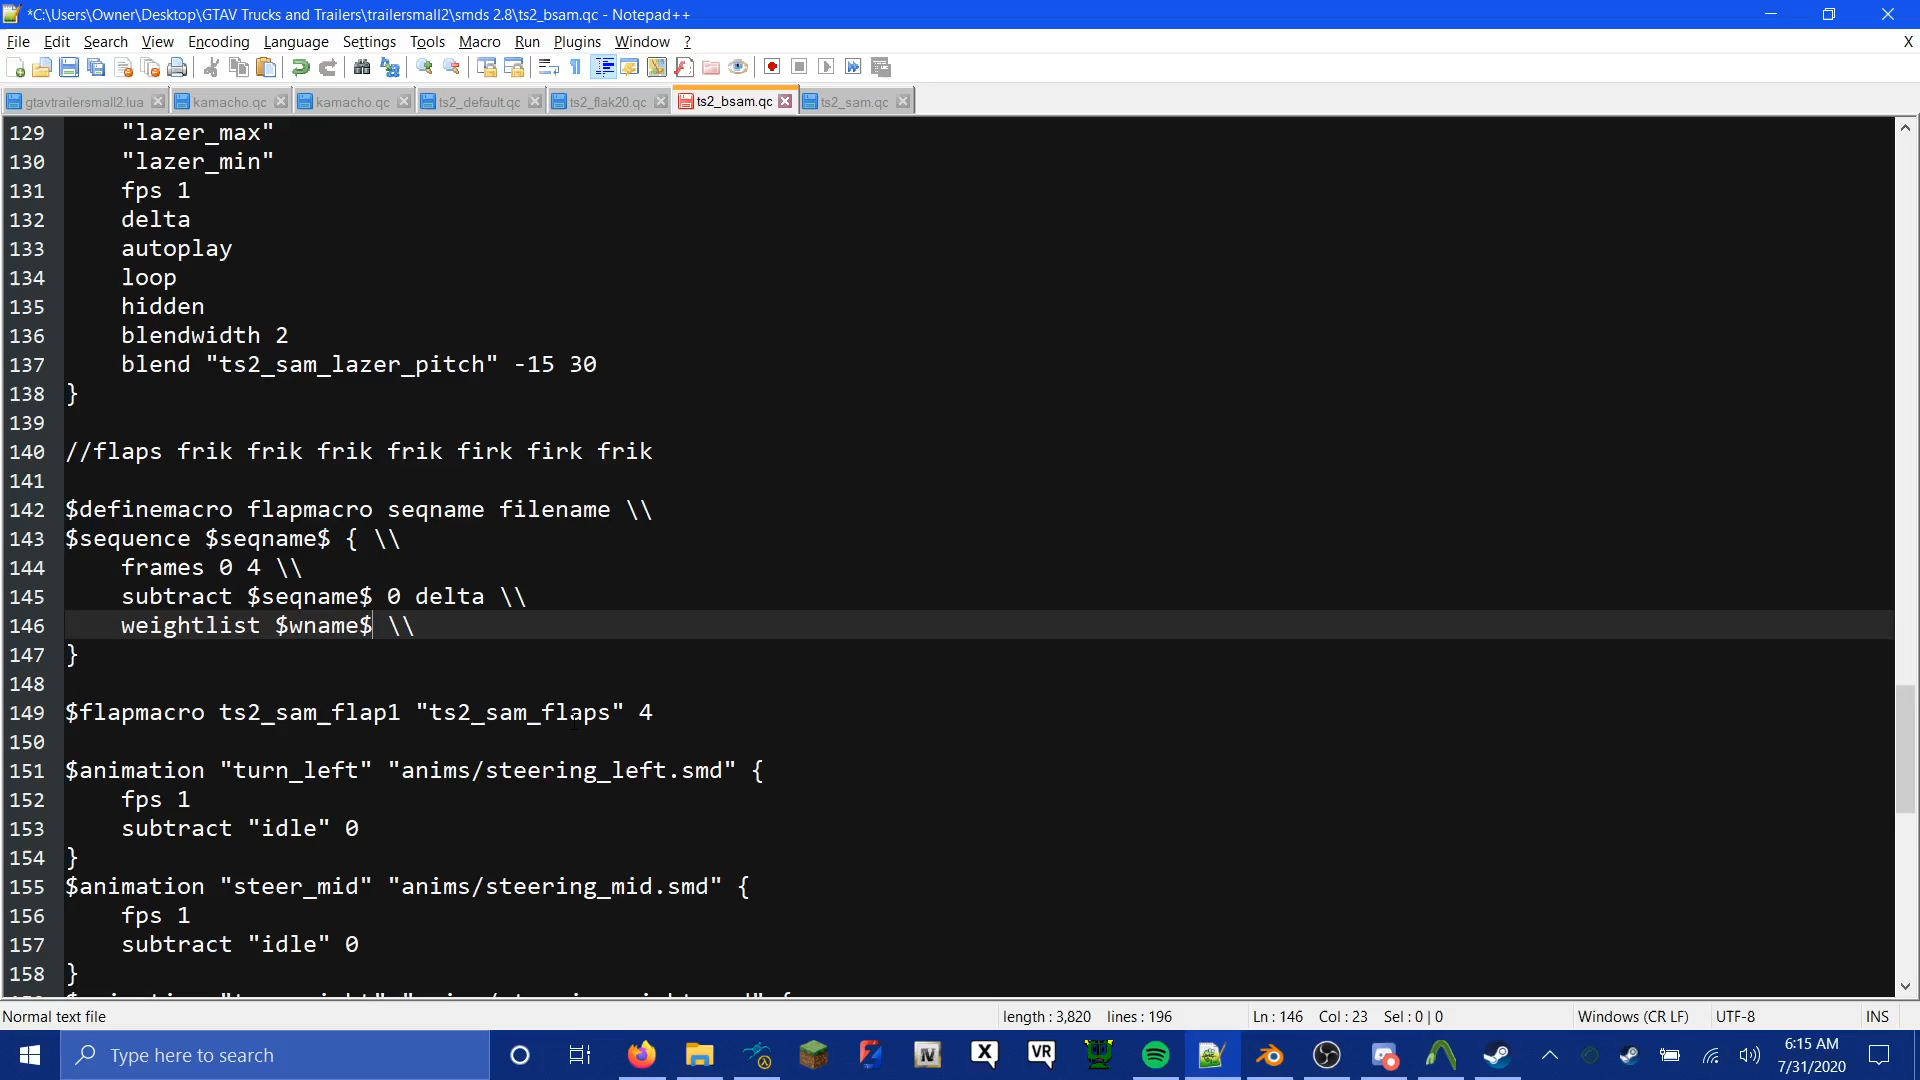 *C:\Users\Owner\Desktop\GTAV Trucks and Trailers\trailersmall2\smds 2.8\ts2_bsam.qc - Notepad++
File Edit Search View Encoding Language Settings Tools Macro Run Plugins Window ? X
gtavtrailersmall2.lua kamacho.qc kamacho.qc ts2_default.qc ts2_flak20.qc ts2_bsam.qc ts2_sam.qc
129 "lazer_max"
130 "lazer_min"
131 fps 1
132 delta
133 autoplay
134 loop
135 hidden
136 blendwidth 2
137 blend "ts2_sam_lazer_pitch" -15 30
138 }
139
140 //flaps frik frik frik frik firk firk frik
141
142 $definemacro flapmacro seqname filename \\
143 $sequence $seqname$ { \\
144 frames 0 4 \\
145 subtract $seqname$ 0 delta \\
146 weightlist $wname$ \\
147 }
148
149 $flapmacro ts2_sam_flap1 "ts2_sam_flaps" 4
150
151 $animation "turn_left" "anims/steering_left.smd" {
152 fps 1
153 subtract "idle" 0
154 }
155 $animation "steer_mid" "anims/steering_mid.smd" {
156 fps 1
157 subtract "idle" 0
158 }
Normal text file length : 3,820 lines : 196 Ln : 146 Col : 23 Sel : 0 | 0 Windows (CR LF) UTF-8 INS
Type here to search
IV X VR
6:15 AM
7/31/2020